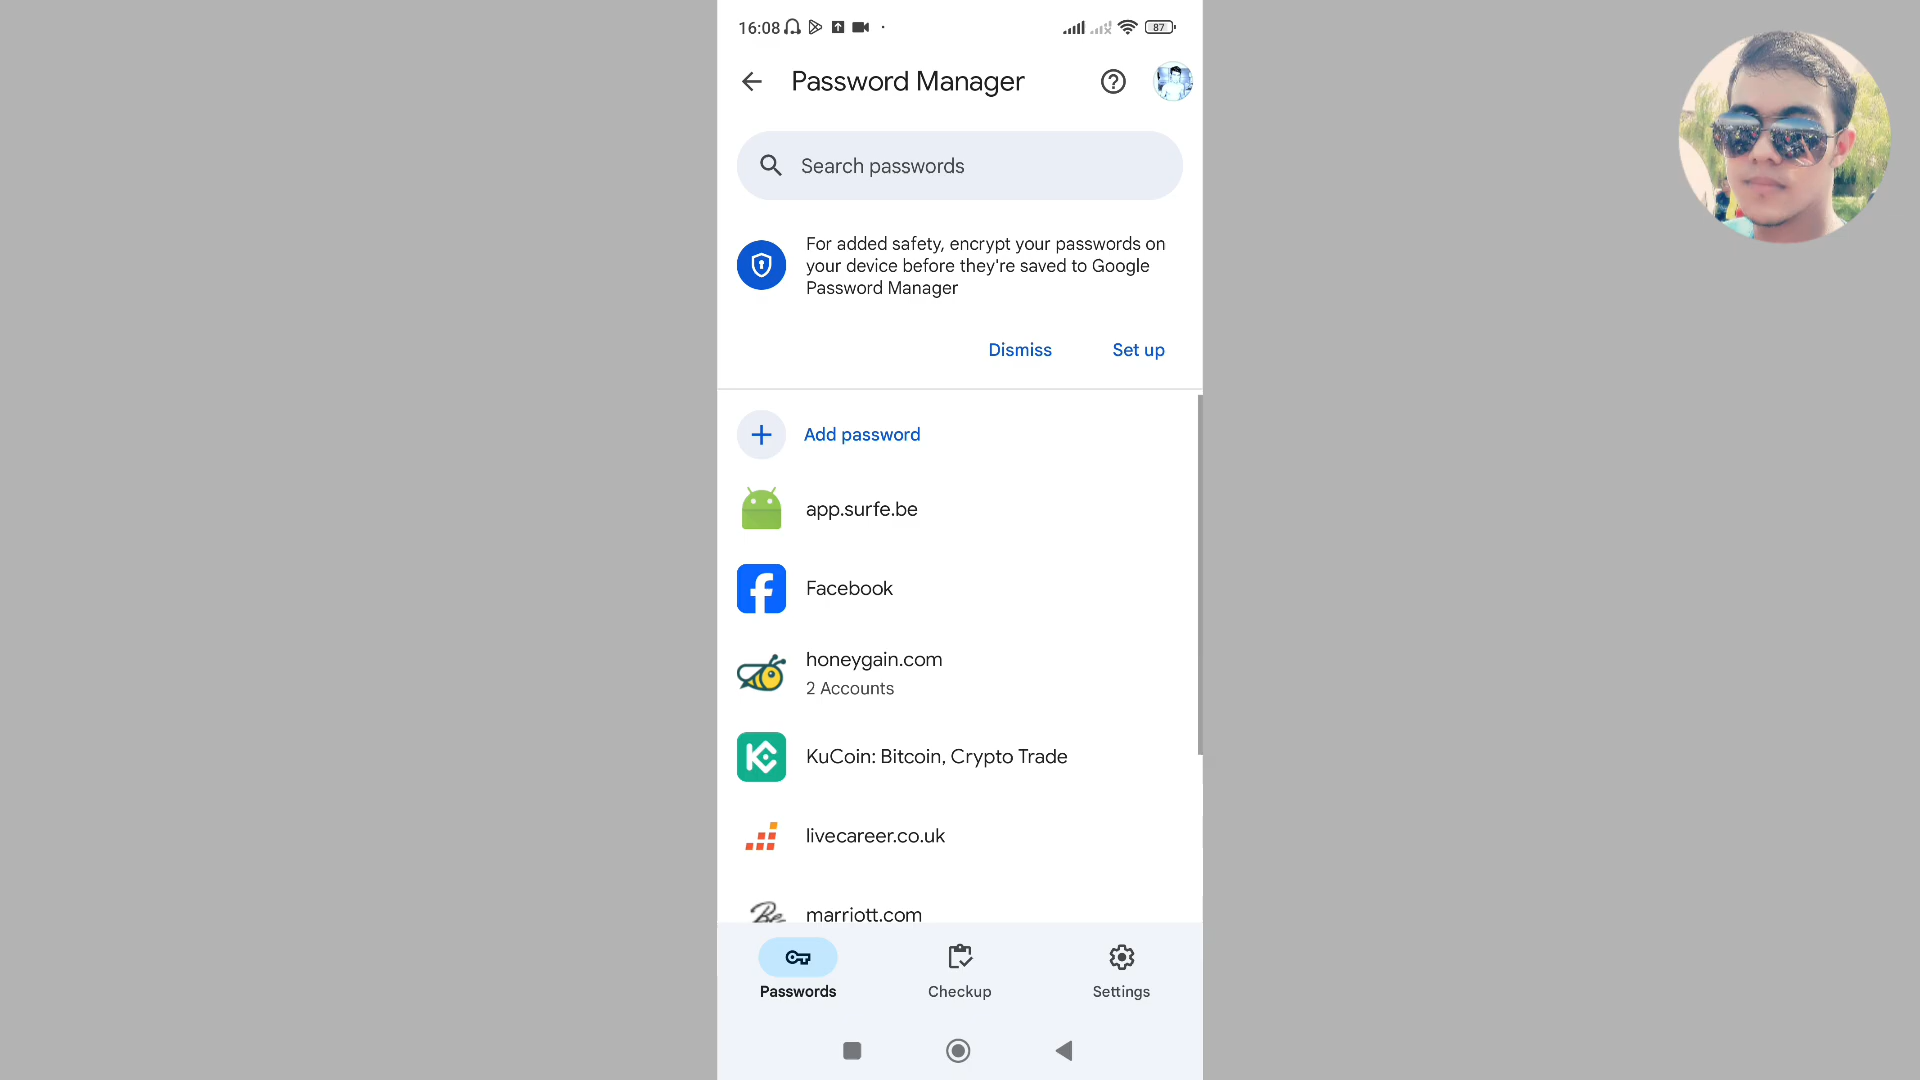 16:08
87
Password Manager
Search passwords
For added safety, encrypt your passwords on
your device before they're saved to Google
Password Manager
Dismiss Set up
Add password
app.surfe.be
Facebook
honeygain.com
2 Accounts
KuCoin: Bitcoin, Crypto Trade
livecareer.co.uk
marriott.com
Passwords Checkup Settings